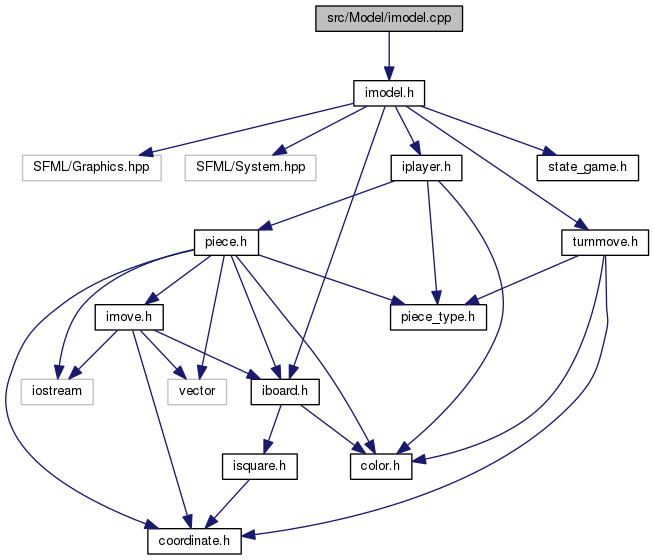 src/Model/imodel.cpp
imodel.h
SFML/Graphics.hpp
SFML/System.hpp
iplayer.h
state_game.h
piece.h
turnmove.h
imove.h
piece_type.h
iostream
vector
iboard.h
isquare.h
color.h
coordinate.h